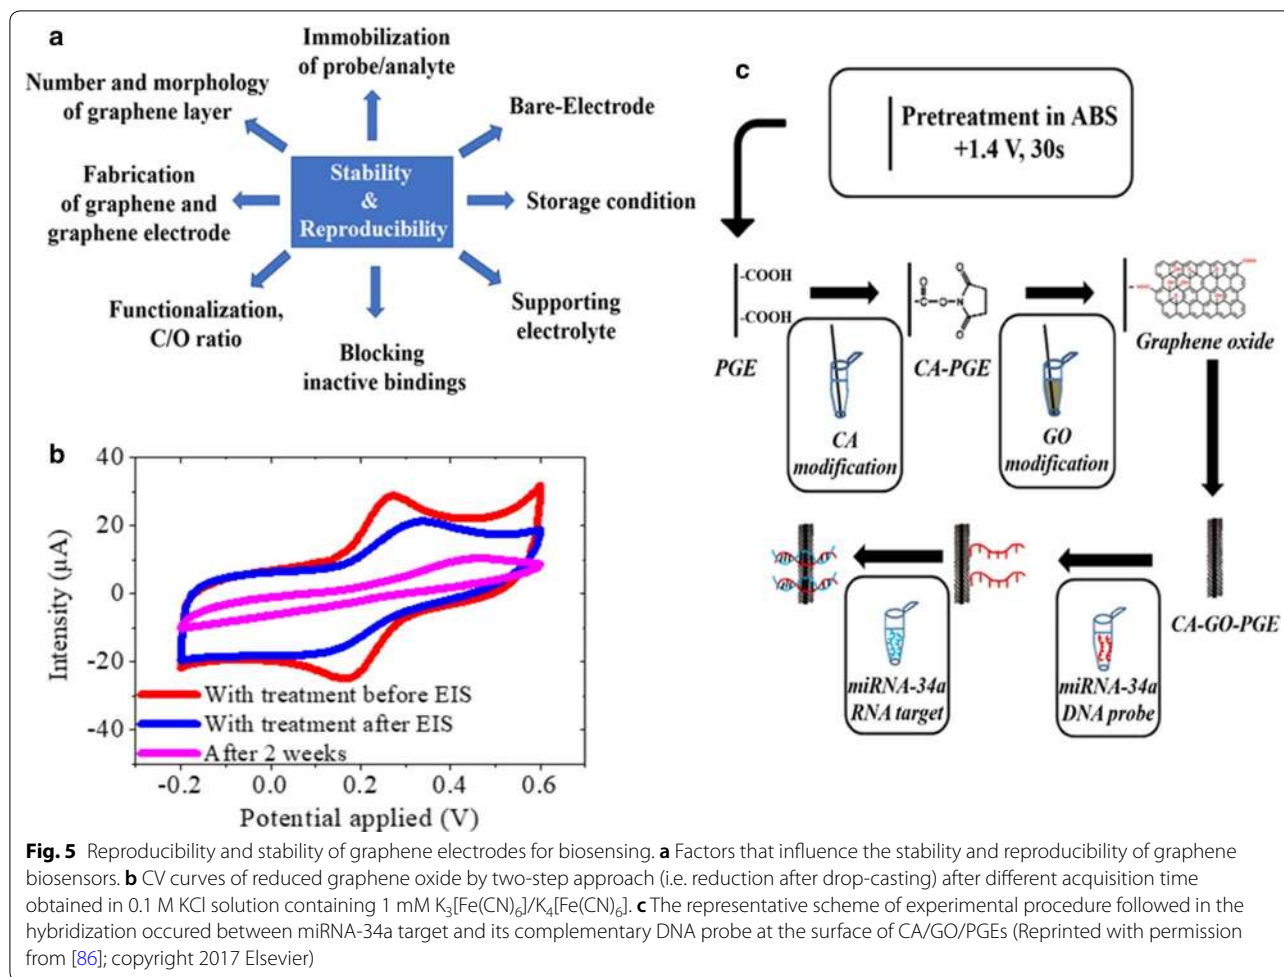 a
Immobilization
of probe/analyte
Number and morphology
of graphene layer
Bare-Electrode
Fabrication
of graphene and
graphene electrode
Stability
&
Reproducibility
Storage condition
Functionalization,
C/O ratio
Blocking
inactive bindings
Supporting
electrolyte
b
40
20
0
-20
-40
Intensity (µA)
With treatment before EIS
With treatment after EIS
After 2 weeks
-0.2
0.0
0.2
0.4
0.6
Potential applied (V)
c
Pretreatment in ABS
+1.4 V, 30s
-COOH
-COOH
PGE
CA
modification
O
-C-O-N
O
O
CA-PGE
GO
modification
Graphene oxide
CA-GO-PGE
miRNA-34a
DNA probe
miRNA-34a
RNA target
Fig. 5 Reproducibility and stability of graphene electrodes for biosensing. a Factors that influence the stability and reproducibility of graphene
biosensors. b CV curves of reduced graphene oxide by two-step approach (i.e. reduction after drop-casting) after different acquisition time
obtained in 0.1 M KCl solution containing 1 mM K₃[Fe(CN)₆]/K₄[Fe(CN)₆]. c The representative scheme of experimental procedure followed in the
hybridization occured between miRNA-34a target and its complementary DNA probe at the surface of CA/GO/PGEs (Reprinted with permission
from [86]; copyright 2017 Elsevier)